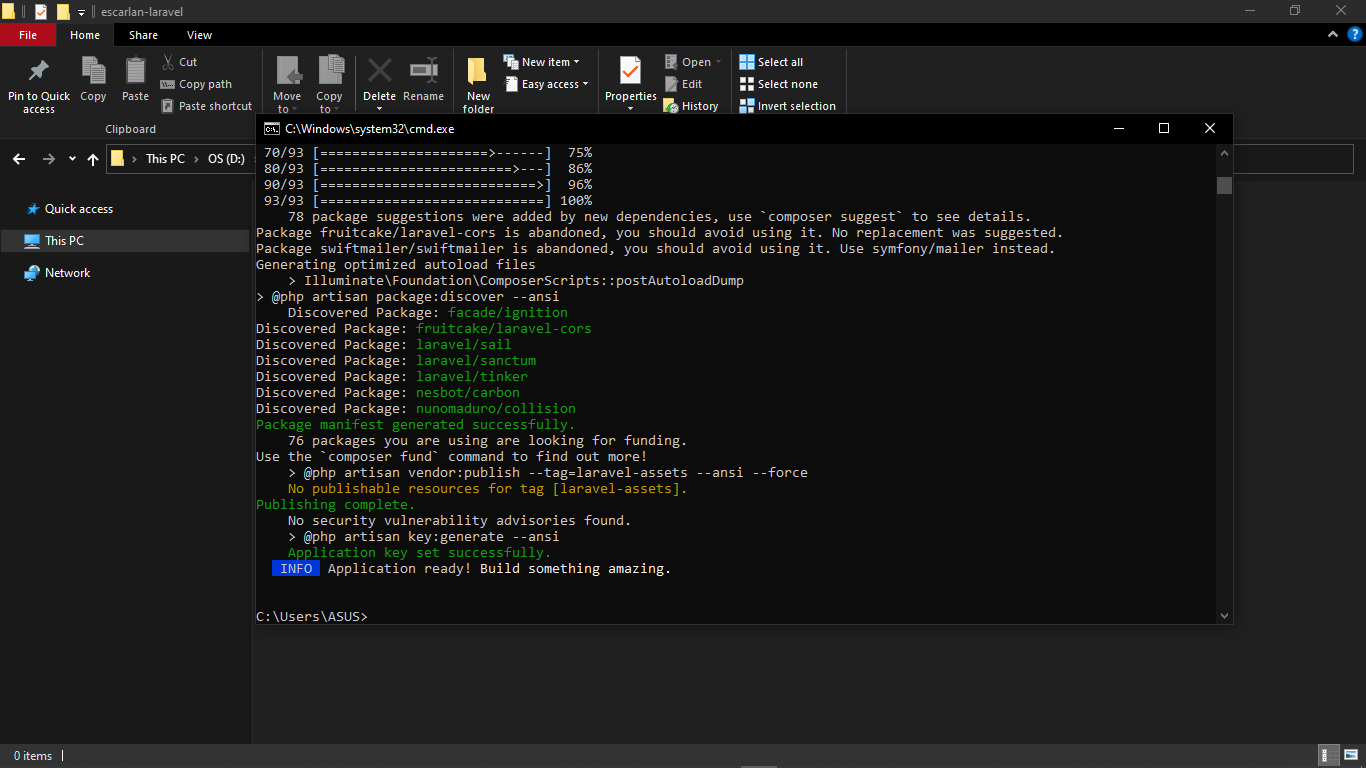 escarlan-laravel
File Home Share View
Pin to Quick access
Copy
Paste
Cut
Copy path
Paste shortcut
Clipboard
Move to
Copy to
Delete
Rename
New folder
New item
Easy access
Properties
Open
Edit
History
Select all
Select none
Invert selection
This PC > OS (D:) >
Quick access
This PC
Network
C:\Windows\system32\cmd.exe
70/93 [=====================>------]  75%
80/93 [========================>---]  86%
90/93 [===========================>]  96%
93/93 [============================] 100%
78 package suggestions were added by new dependencies, use `composer suggest` to see details.
Package fruitcake/laravel-cors is abandoned, you should avoid using it. No replacement was suggested.
Package swiftmailer/swiftmailer is abandoned, you should avoid using it. Use symfony/mailer instead.
Generating optimized autoload files
> Illuminate\Foundation\ComposerScripts::postAutoloadDump
> @php artisan package:discover --ansi
Discovered Package: facade/ignition
Discovered Package: fruitcake/laravel-cors
Discovered Package: laravel/sail
Discovered Package: laravel/sanctum
Discovered Package: laravel/tinker
Discovered Package: nesbot/carbon
Discovered Package: nunomaduro/collision
Package manifest generated successfully.
76 packages you are using are looking for funding.
Use the `composer fund` command to find out more!
> @php artisan vendor:publish --tag=laravel-assets --ansi --force
No publishable resources for tag [laravel-assets].
Publishing complete.
No security vulnerability advisories found.
> @php artisan key:generate --ansi
Application key set successfully.
INFO Application ready! Build something amazing.
C:\Users\ASUS>
0 items